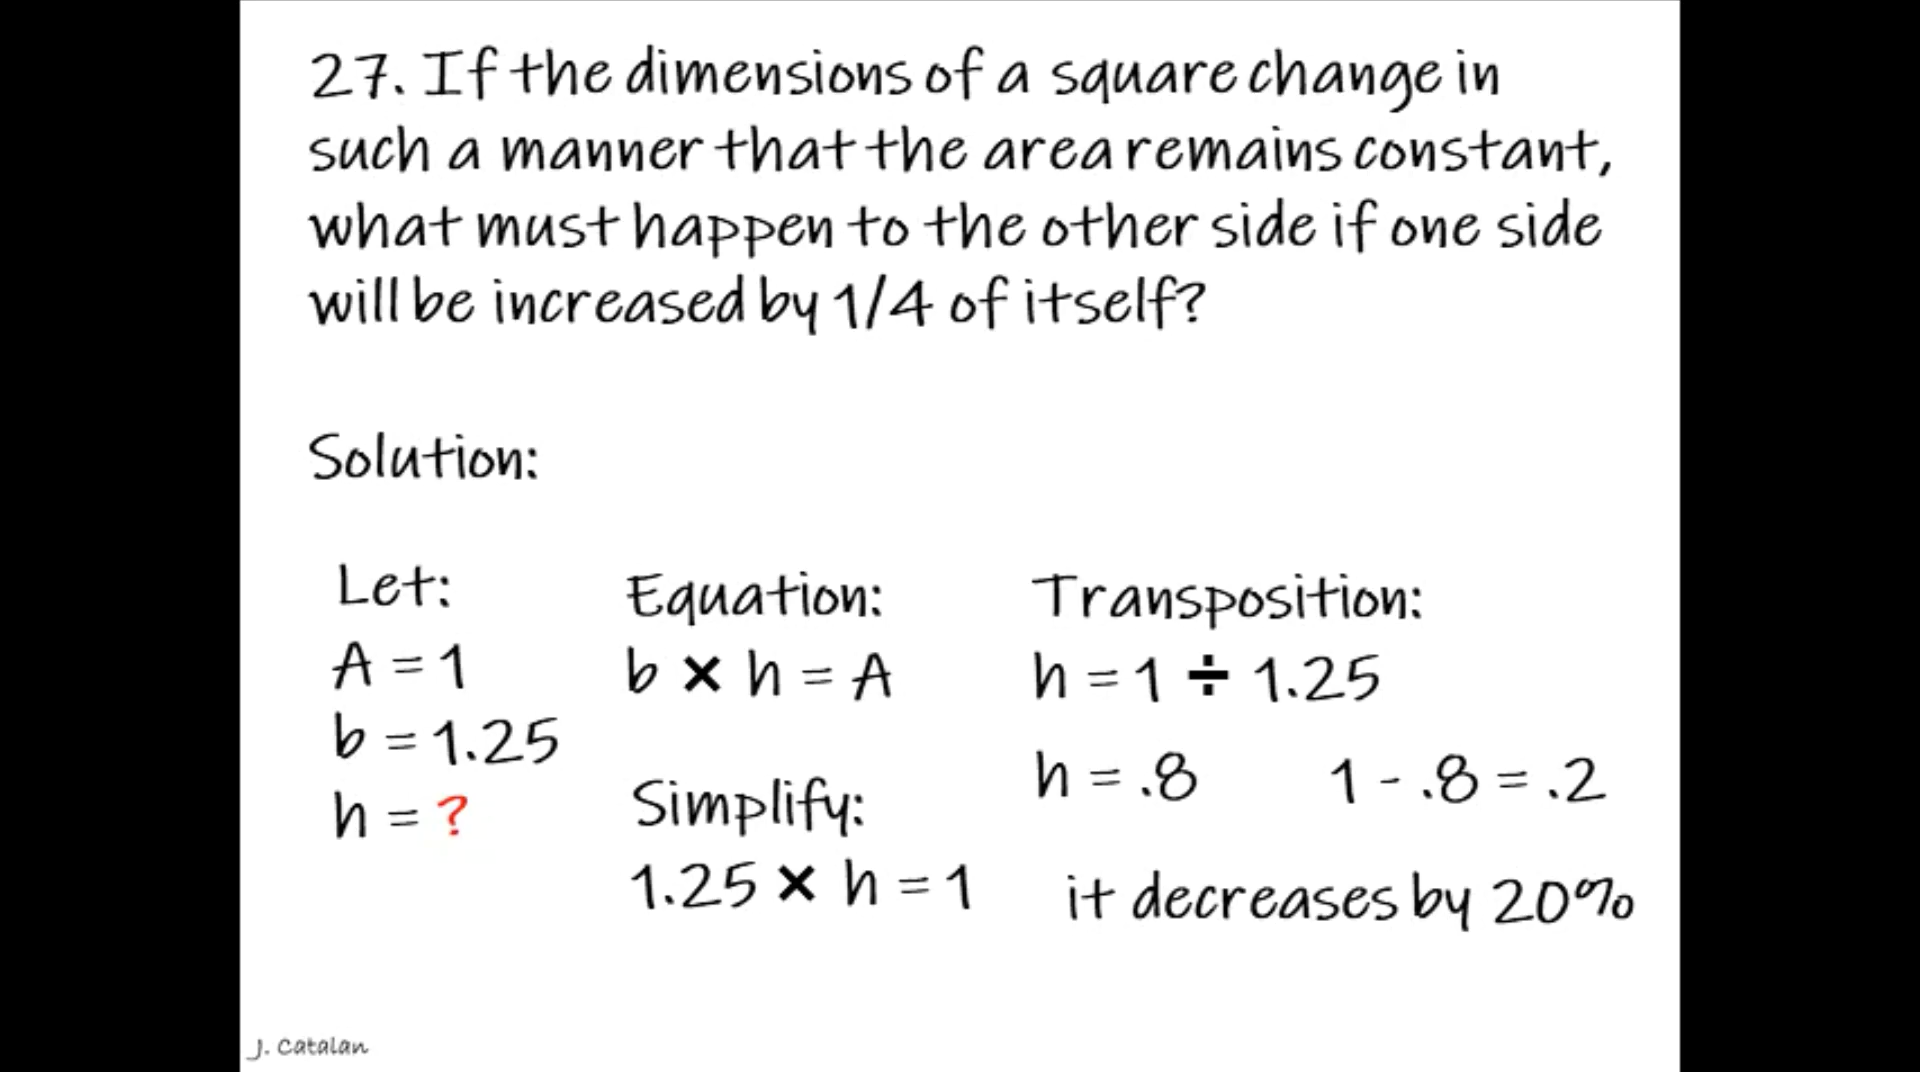 27. If the dimensions of a square change in
such a manner that the area remains constant,
what must happen to the other side if one side
will be increased by 1/4 of itself?
Solution:
Let:
A = 1
b = 1.25
h = ?
Equation:
b × h = A
Simplify:
1.25 × h = 1
Transposition:
h = 1 ÷ 1.25
h = .8
1 - .8 = .2
it decreases by 20%
J. Catalan